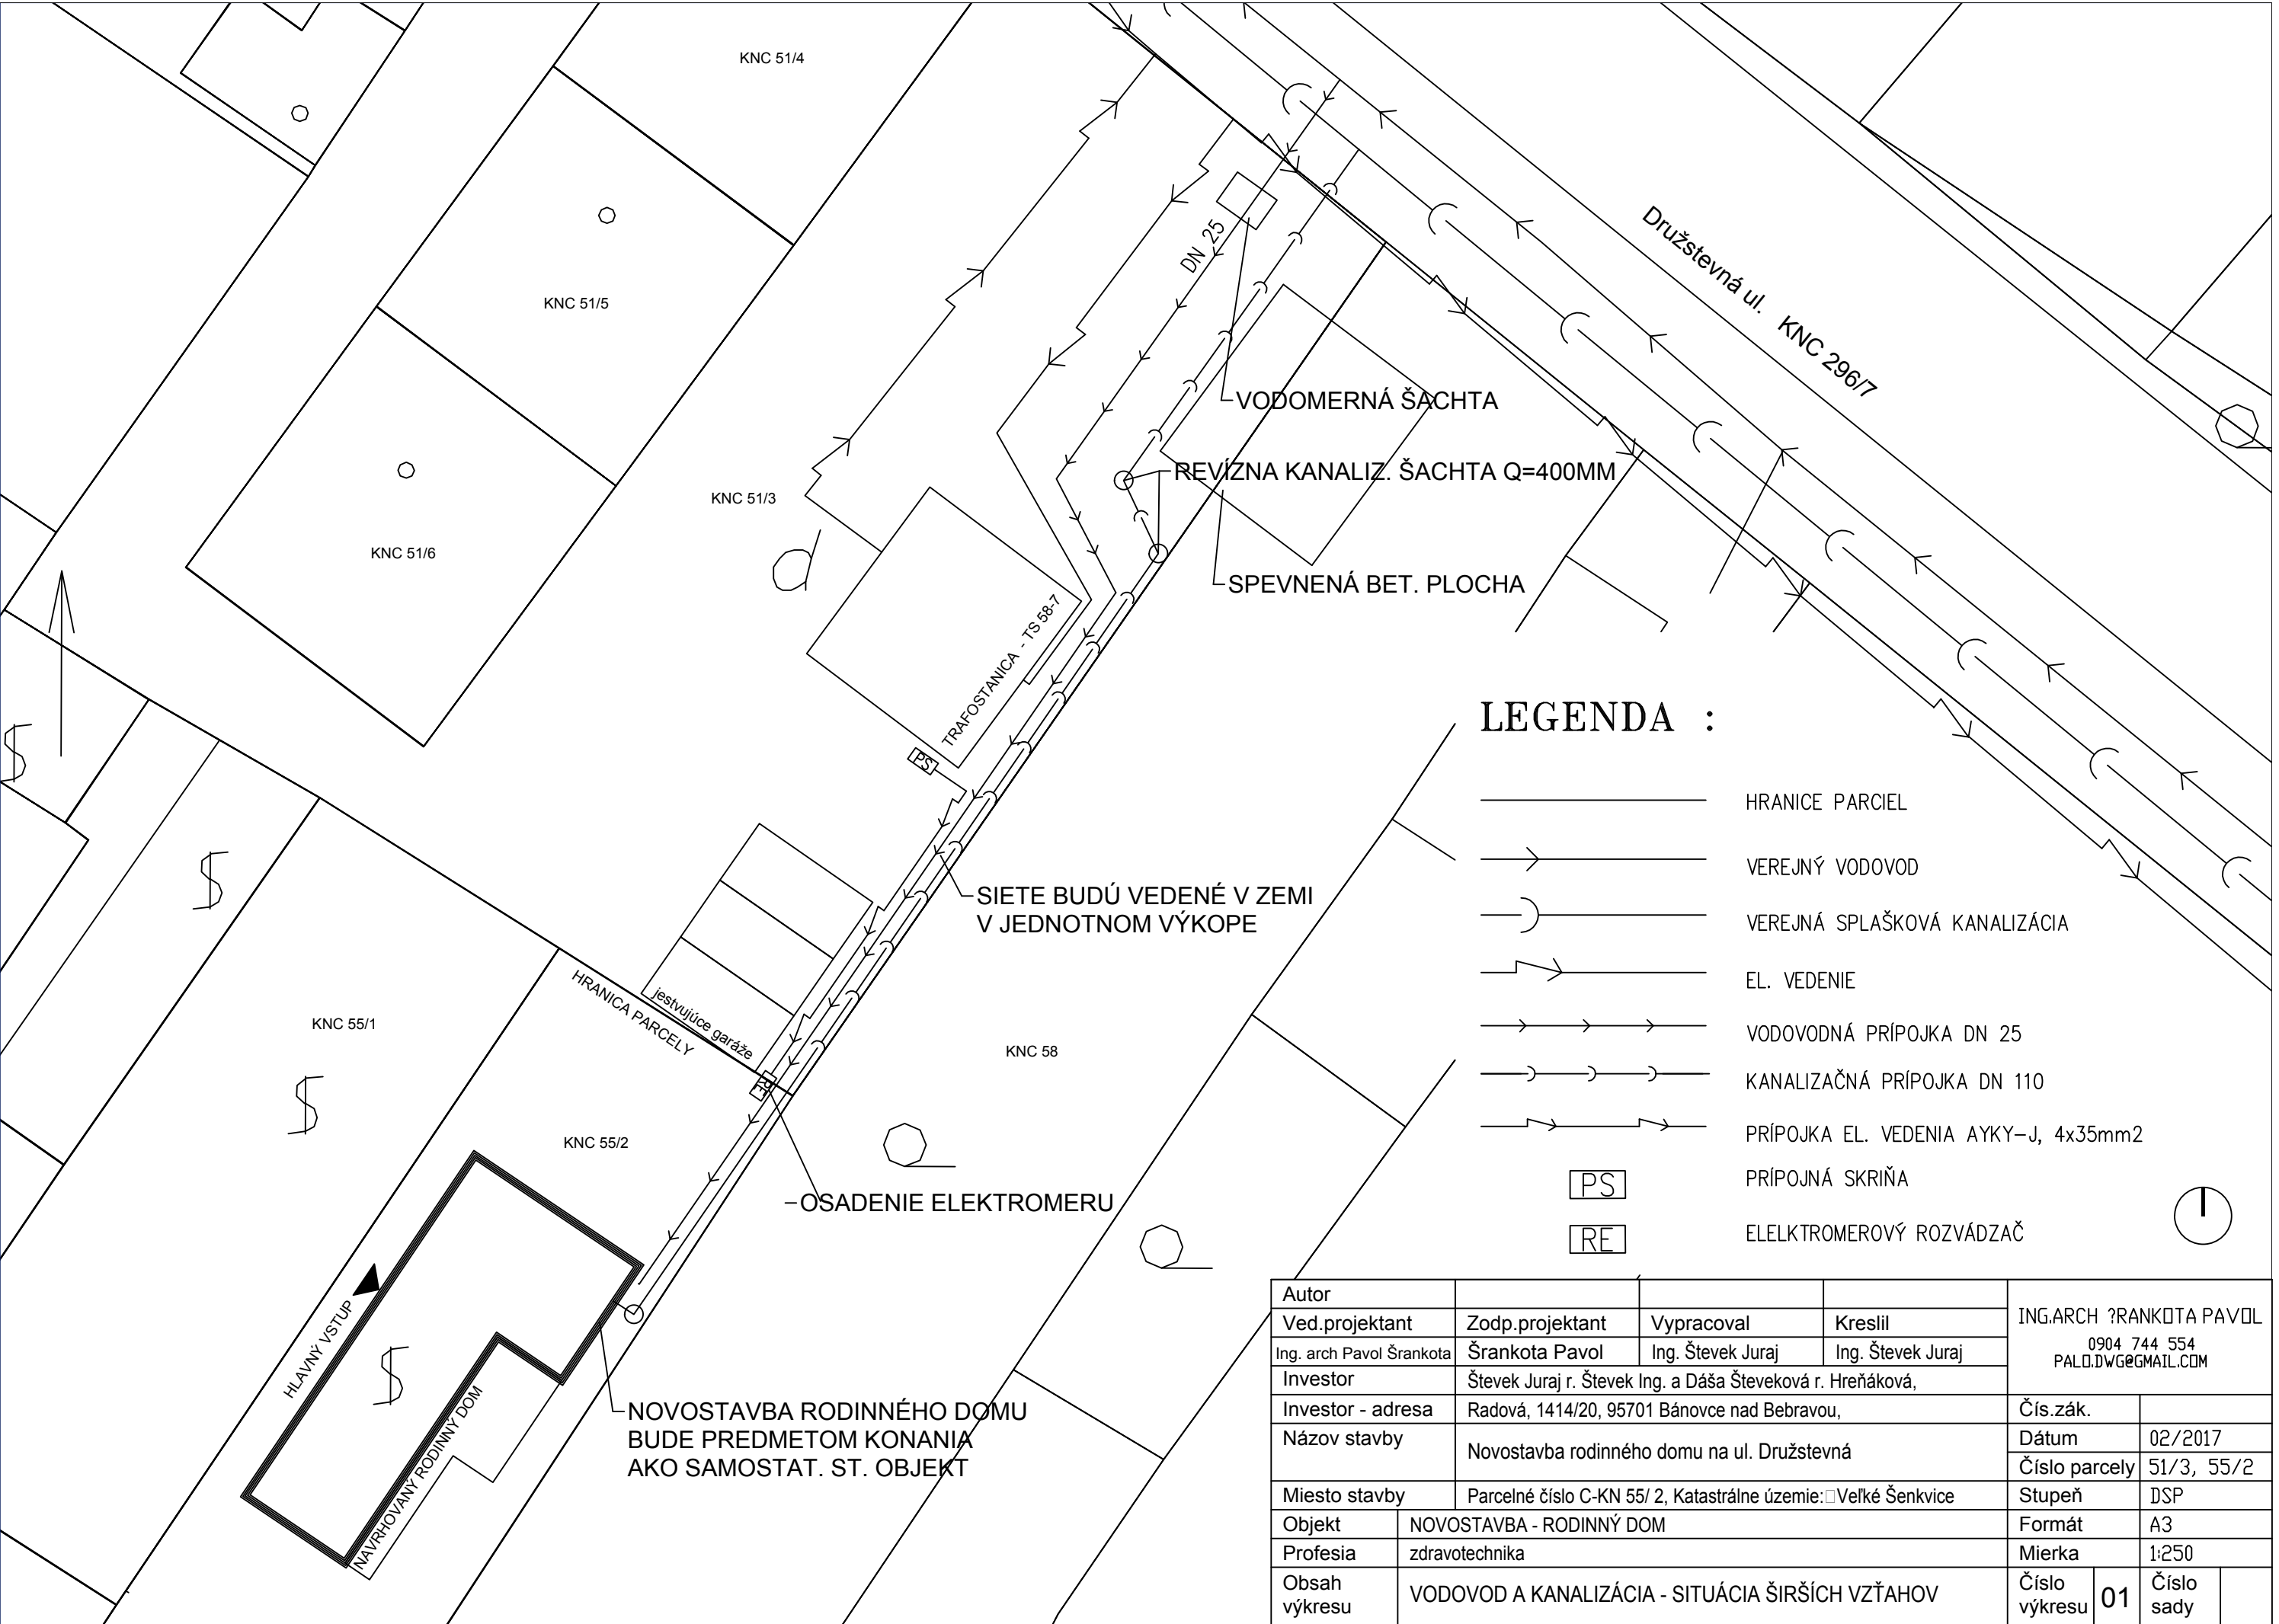 KNC 51/4
KNC 51/5
KNC 51/6
KNC 51/3
DN 25
Družstevná ul. KNC 296/7
VODOMERNÁ ŠACHTA
REVÍZNA KANALIZ. ŠACHTA Q=400MM
SPEVNENÁ BET. PLOCHA
TRAFOSTANICA - TS 58-7
PS
SIETE BUDÚ VEDENÉ V ZEMI
V JEDNOTNOM VÝKOPE
HRANICA PARCELY
jestvujúce garáže
RE
KNC 55/1
KNC 58
KNC 55/2
OSADENIE ELEKTROMERU
HLAVNÝ VSTUP
NAVRHOVANÝ RODINNÝ DOM
NOVOSTAVBA RODINNÉHO DOMU
BUDE PREDMETOM KONANIA
AKO SAMOSTAT. ST. OBJEKT
LEGENDA :
HRANICE PARCIEL
VEREJNÝ VODOVOD
VEREJNÁ SPLAŠKOVÁ KANALIZÁCIA
EL. VEDENIE
VODOVODNÁ PRÍPOJKA DN 25
KANALIZAČNÁ PRÍPOJKA DN 110
PRÍPOJKA EL. VEDENIA AYKY-J, 4x35mm2
PS PRÍPOJNÁ SKRIŇA
RE ELELKTROMEROVÝ ROZVÁDZAČ
Autor
Ved.projektant Zodp.projektant Vypracoval Kreslil
Ing. arch Pavol Šrankota Šrankota Pavol Ing. Števek Juraj Ing. Števek Juraj
ING.ARCH ?RANKOTA PAVOL
0904 744 554
PALO.DWG@GMAIL.COM
Investor Števek Juraj r. Števek Ing. a Dáša Števeková r. Hreňáková,
Investor - adresa Radová, 1414/20, 95701 Bánovce nad Bebravou,
Čís.zák.
Názov stavby Novostavba rodinného domu na ul. Družstevná
Dátum 02/2017
Číslo parcely 51/3, 55/2
Miesto stavby Parcelné číslo C-KN 55/ 2, Katastrálne územie: Veľké Šenkvice
Stupeň DSP
Objekt NOVOSTAVBA - RODINNÝ DOM
Formát A3
Profesia zdravotechnika
Mierka 1:250
Obsah výkresu VODOVOD A KANALIZÁCIA - SITUÁCIA ŠIRŠÍCH VZŤAHOV
Číslo výkresu 01 Číslo sady